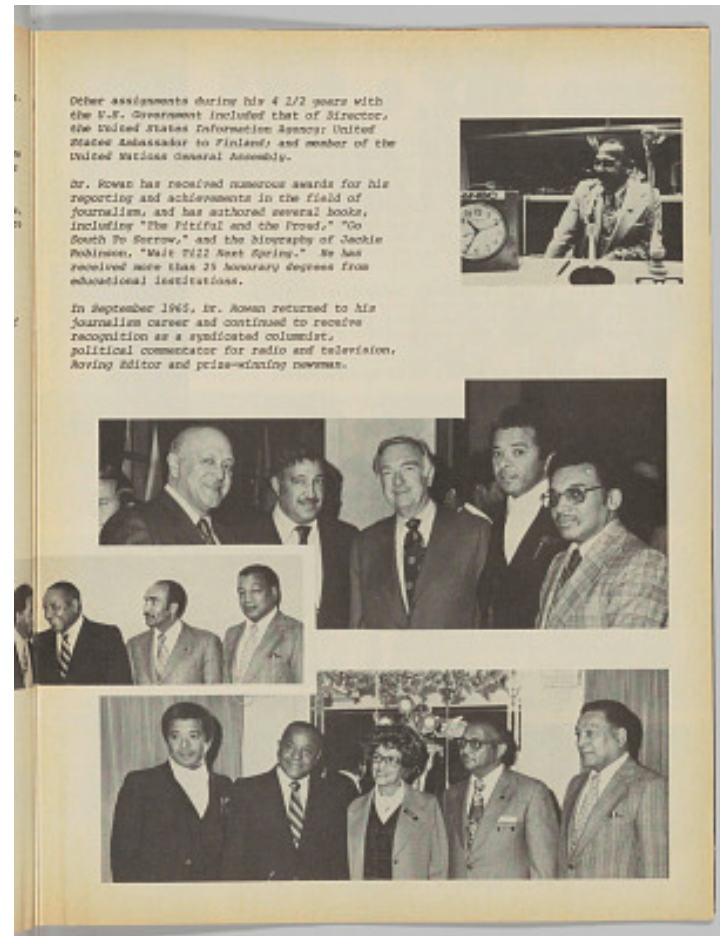 Other assignments during his 4 1/2 years with
the U.S. Government included that of Director,
the United States Information Agency; United
States Ambassador to Finland; and member of the
United Nations General Assembly.
Dr. Rowan has received numerous awards for his
reporting and achievements in the field of
journalism, and has authored several books,
including "The Pitiful and the Proud," "Go
South To Sorrow," and the biography of Jackie
Robinson, "Wait Till Next Spring." He has
received more than 25 honorary degrees from
educational institutions.
In September 1965, Dr. Rowan returned to his
journalism career and continued to receive
recognition as a syndicated columnist,
political commentator for radio and television,
Roving Editor and prize-winning newsman.